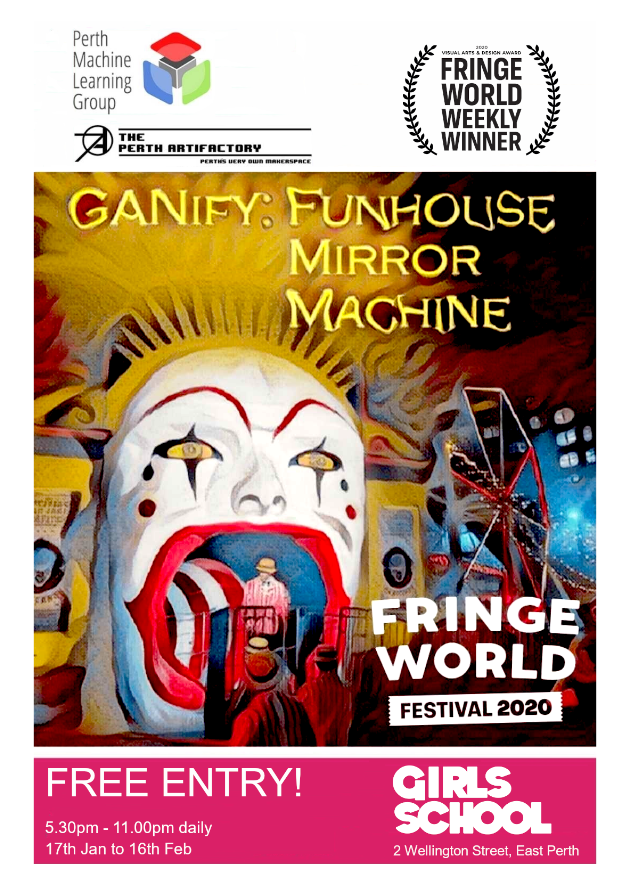 Perth
Machine
Learning
Group
THE
PERTH ARTIFACTORY
PERTHS VERY OWN MAKERSPACE
2020
VISUAL ARTS & DESIGN AWARD
FRINGE
WORLD
WEEKLY
WINNER
GANIFY: FUNHOUSE
MIRROR
MACHINE
FRINGE
WORLD
FESTIVAL 2020
FREE ENTRY!
5.30pm - 11.00pm daily
17th Jan to 16th Feb
GIRLS
SCHOOL
2 Wellington Street, East Perth